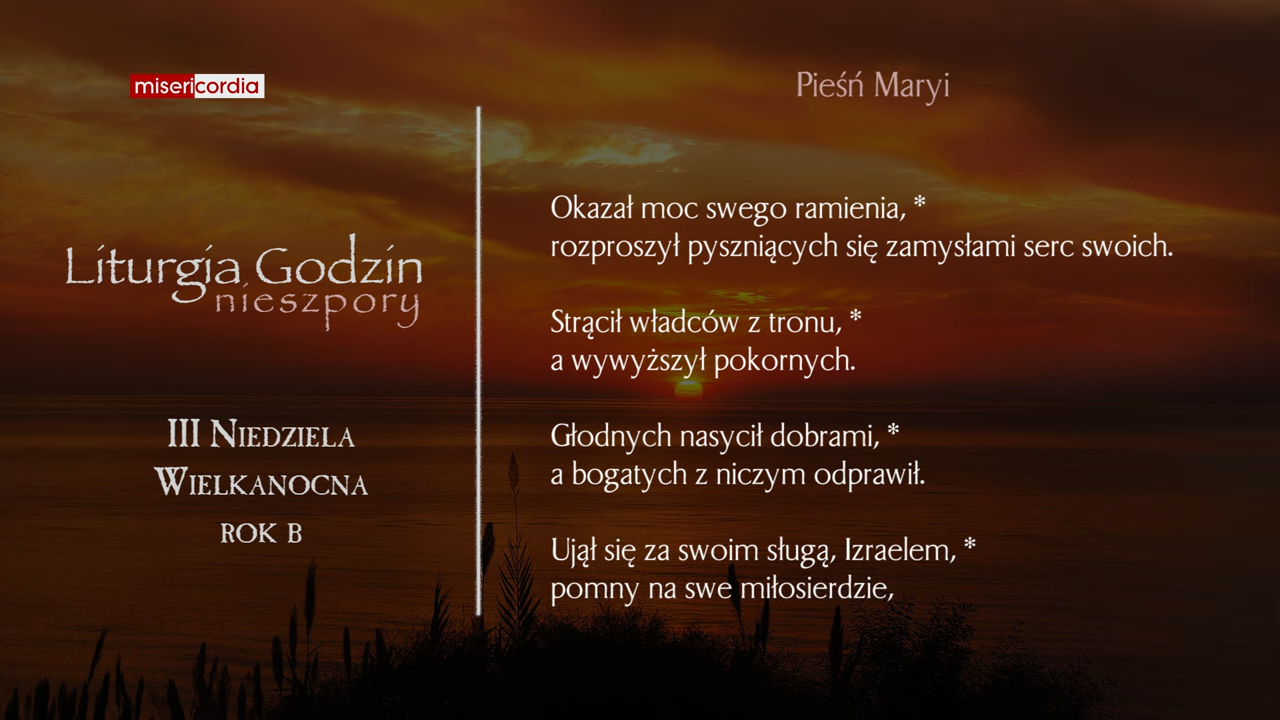 misericordia
Liturgia Godzin
nieszpory
III Niedziela
Wielkanocna
rok B
Pieśń Maryi
Okazał moc swego ramienia, *
rozproszył pyszniących się zamysłami serc swoich.
Strącił władców z tronu, *
a wywyższył pokornych.
Głodnych nasycił dobrami, *
a bogatych z niczym odprawił.
Ujął się za swoim sługą, Izraelem, *
pomny na swe miłosierdzie,